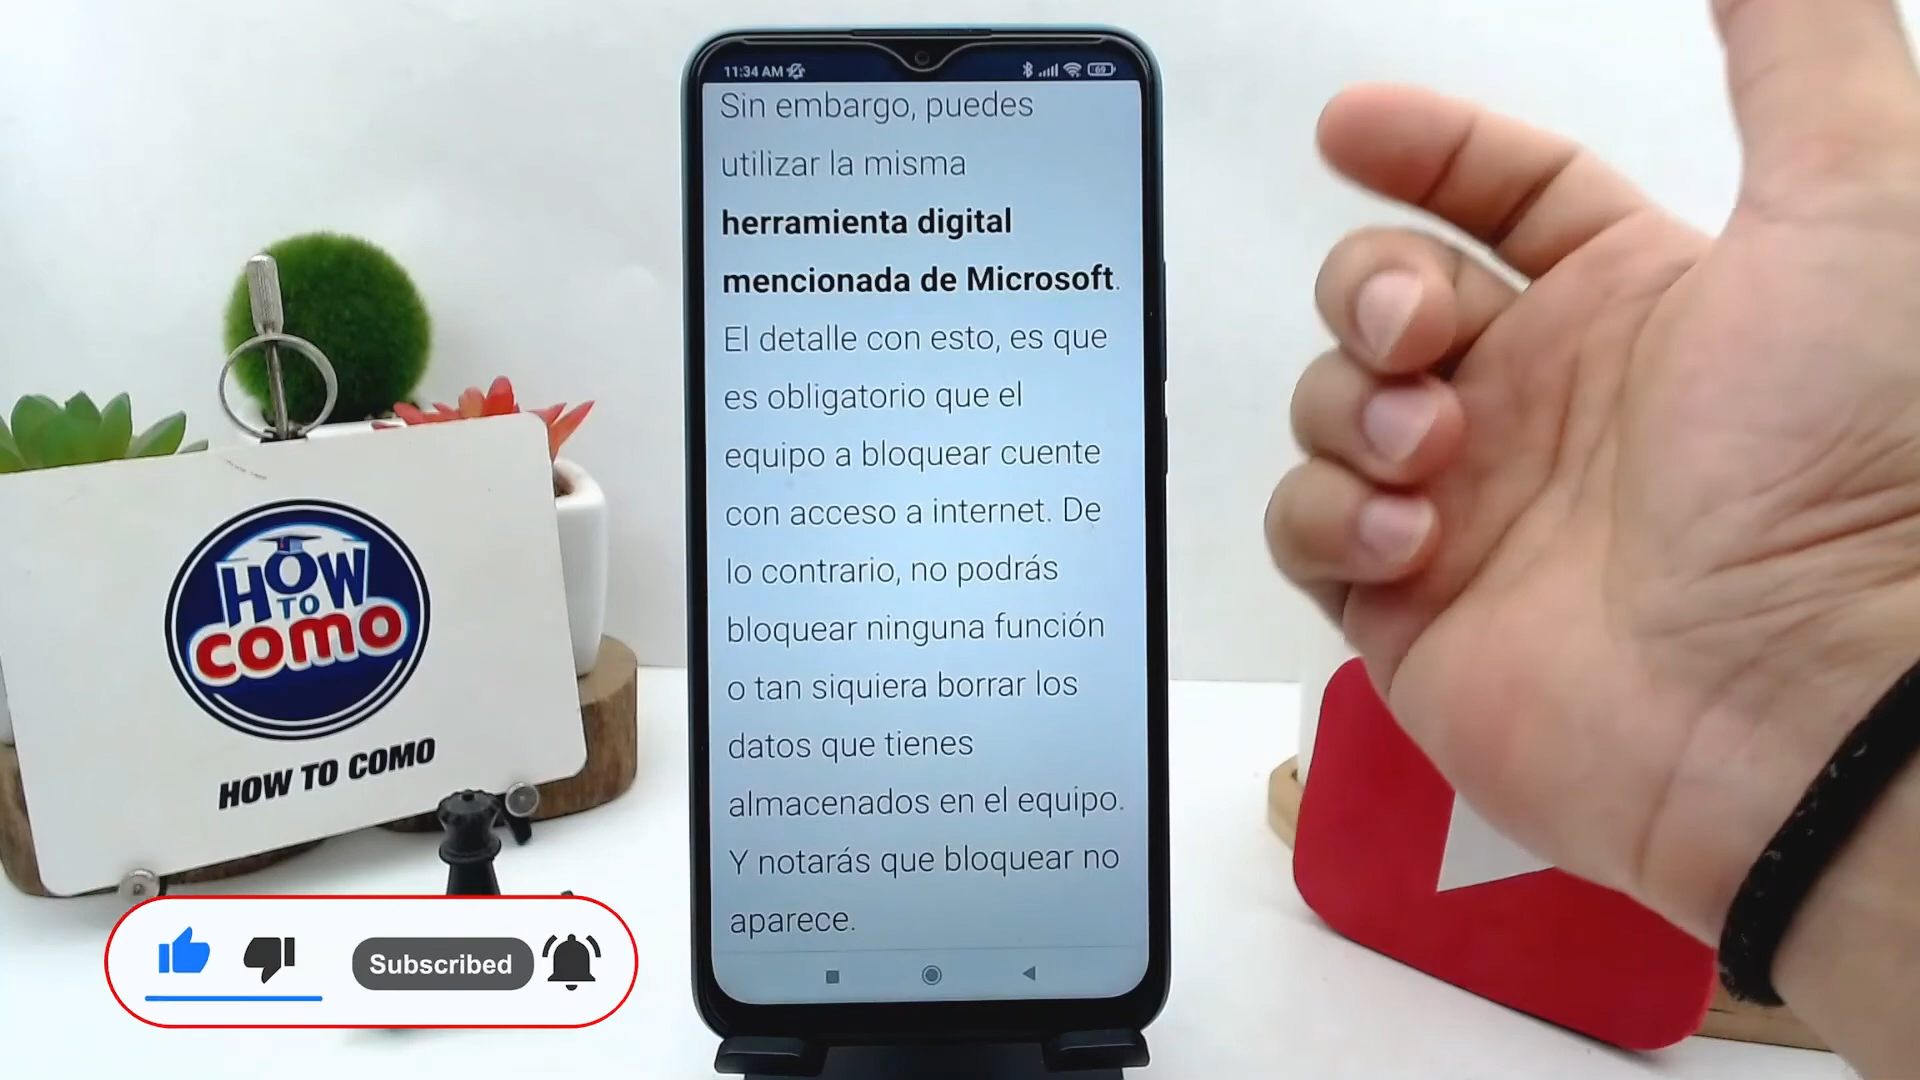 11:34 AM
69
Sin embargo, puedes
utilizar la misma
herramienta digital
mencionada de Microsoft.
El detalle con esto, es que
es obligatorio que el
equipo a bloquear cuente
con acceso a internet. De
lo contrario, no podrás
bloquear ninguna función
o tan siquiera borrar los
datos que tienes
almacenados en el equipo.
Y notarás que bloquear no
aparece.
HOW
TO
como
HOW TO COMO
Subscribed